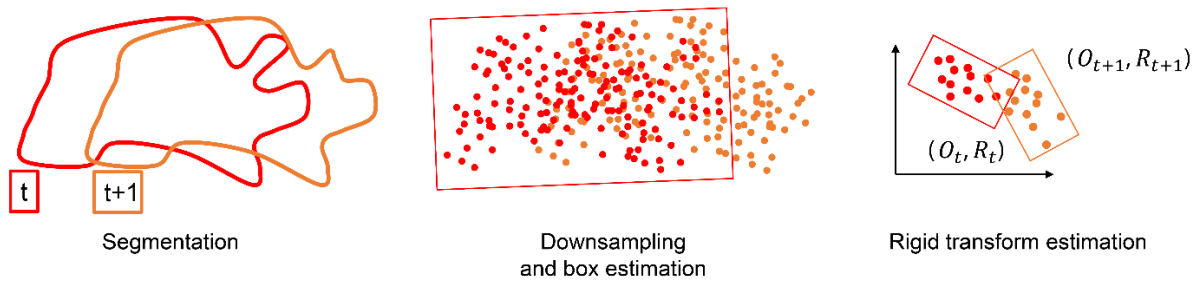 t
t+1
Segmentation
Downsampling
and box estimation
(O_{t+1}, R_{t+1})
(O_t, R_t)
Rigid transform estimation